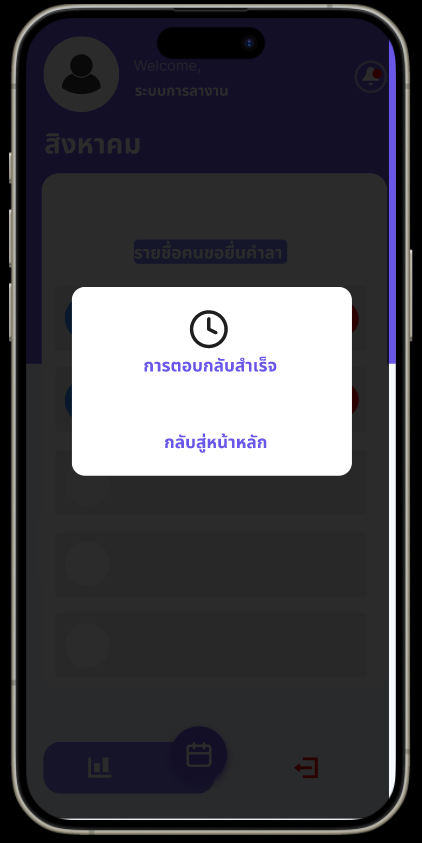 Welcome,
ระบบการลางาน
สิงหาคม
รายชื่อคนขอยื่นคำลา
การตอบกลับสำเร็จ
กลับสู่หน้าหลัก